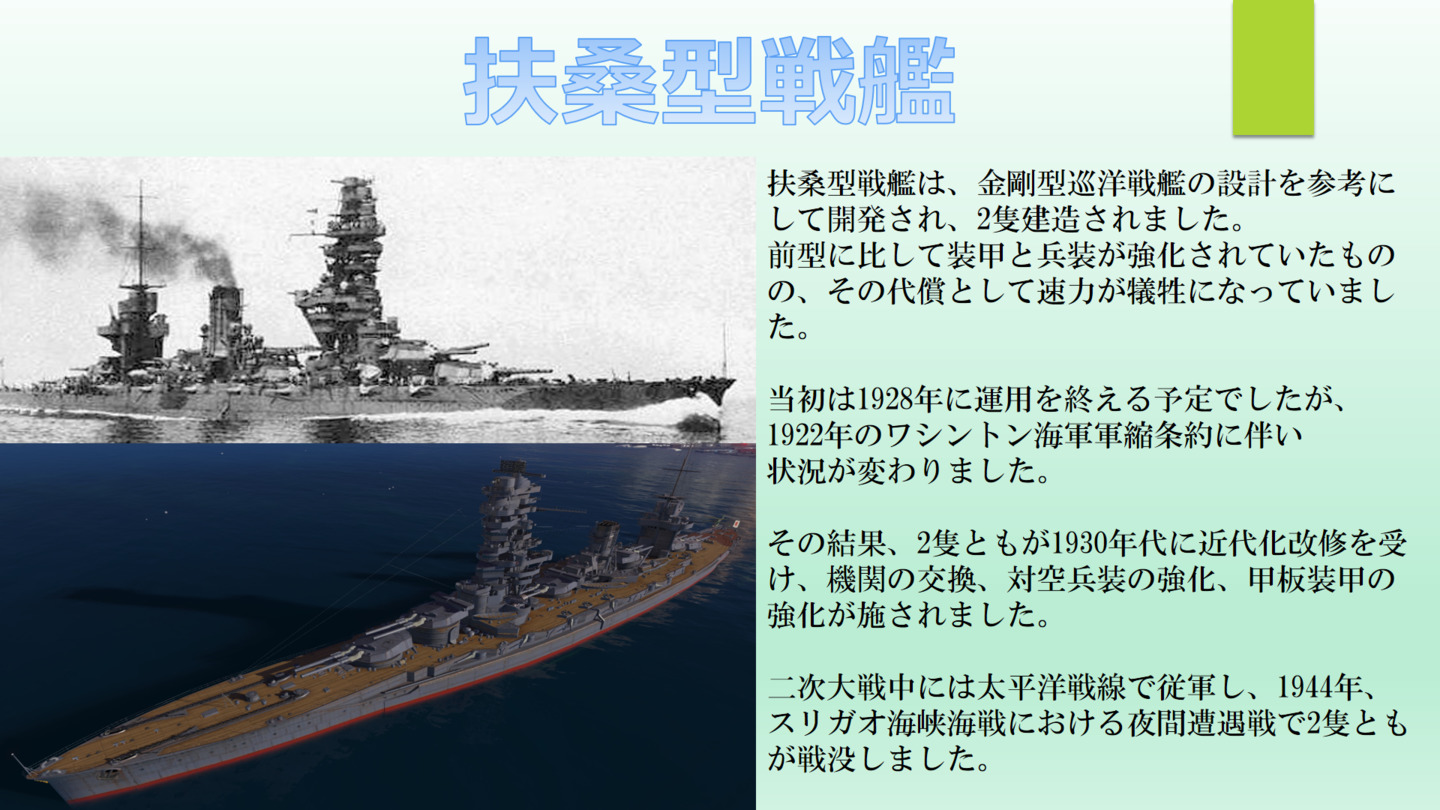 扶桑型戦艦
扶桑型戦艦は、金剛型巡洋戦艦の設計を参考に
して開発され、2隻建造されました。
前型に比して装甲と兵装が強化されていたもの
の、その代償として速力が犠牲になっていまし
た。
当初は1928年に運用を終える予定でしたが、
1922年のワシントン海軍軍縮条約に伴い
状況が変わりました。
その結果、2隻ともが1930年代に近代化改修を受
け、機関の交換、対空兵装の強化、甲板装甲の
強化が施されました。
二次大戦中には太平洋戦線で従軍し、1944年、
スリガオ海峡海戦における夜間遭遇戦で2隻とも
が戦没しました。